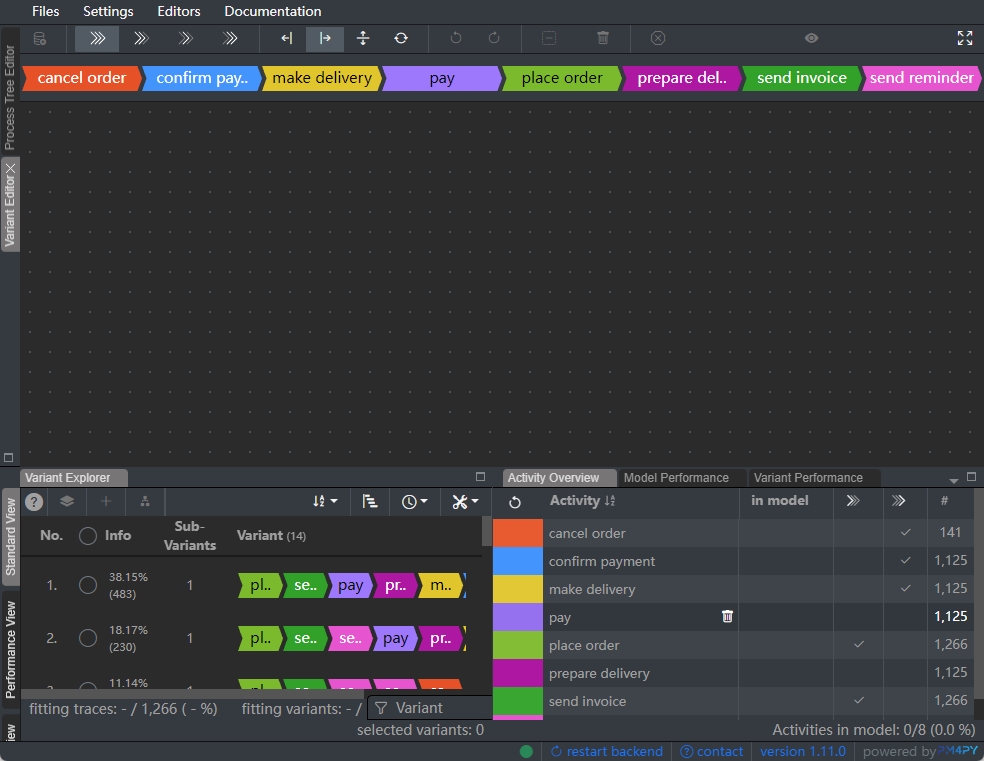 Files Settings Editors Documentation
Process Tree Editor
cancel order confirm pay.. make delivery pay place order prepare del.. send invoice send reminder
Variant Editor
Variant Explorer
Activity Overview Model Performance Variant Performance
Standard View
Performance View
No. Info Sub-Variants Variant (14)
1. 38.15% (483) 1 pl.. se.. pay pr.. m..
2. 18.17% (230) 1 pl.. se.. se.. pay pr..
11.14%
fitting traces: - / 1,266 ( - %) fitting variants: - / Variant
selected variants: 0
Activity in model #
cancel order 141
confirm payment 1,125
make delivery 1,125
pay 1,125
place order 1,266
prepare delivery 1,125
send invoice 1,266
Activities in model: 0/8 (0.0 %)
restart backend contact version 1.11.0 powered by PM4PY